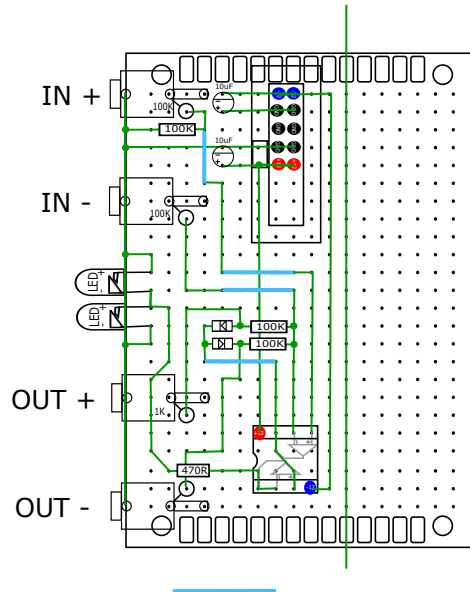 IN +
10uF
100K
100K
10uF
IN -
100K
LED
+
-
LED
+
-
100K
100K
OUT +
1K
470R
OUT -